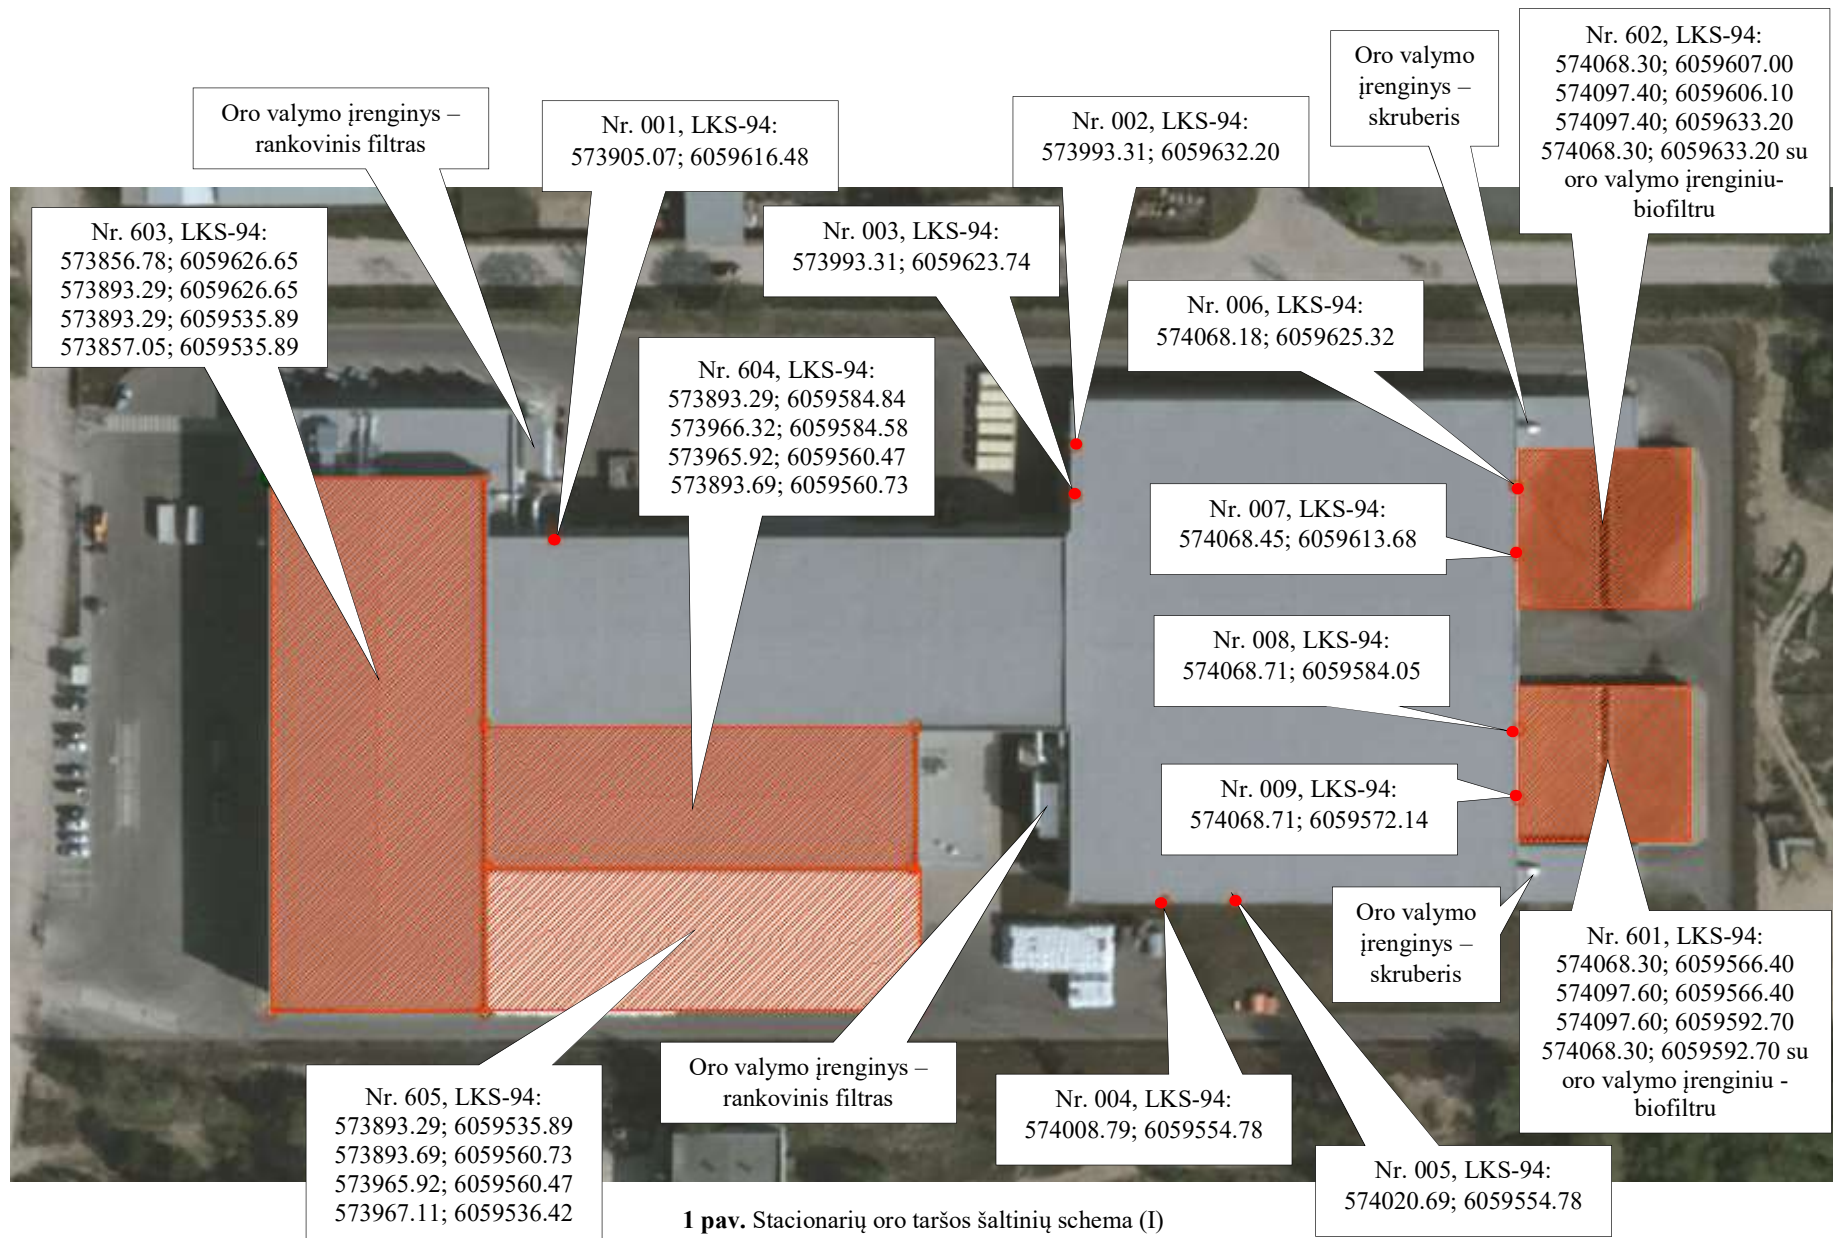 Oro valymo įrenginys –
rankovinis filtras
Nr. 001, LKS-94:
573905.07; 6059616.48
Nr. 002, LKS-94:
573993.31; 6059632.20
Oro valymo
įrenginys –
skruberis
Nr. 602, LKS-94:
574068.30; 6059607.00
574097.40; 6059606.10
574097.40; 6059633.20
574068.30; 6059633.20 su
oro valymo įrenginiu-
biofiltru
Nr. 603, LKS-94:
573856.78; 6059626.65
573893.29; 6059626.65
573893.29; 6059535.89
573857.05; 6059535.89
Nr. 003, LKS-94:
573993.31; 6059623.74
Nr. 006, LKS-94:
574068.18; 6059625.32
Nr. 604, LKS-94:
573893.29; 6059584.84
573966.32; 6059584.58
573965.92; 6059560.47
573893.69; 6059560.73
Nr. 007, LKS-94:
574068.45; 6059613.68
Nr. 008, LKS-94:
574068.71; 6059584.05
Nr. 009, LKS-94:
574068.71; 6059572.14
Oro valymo
įrenginys –
skruberis
Nr. 601, LKS-94:
574068.30; 6059566.40
574097.60; 6059566.40
574097.60; 6059592.70
574068.30; 6059592.70 su
oro valymo įrenginiu -
biofiltru
Oro valymo įrenginys –
rankovinis filtras
Nr. 605, LKS-94:
573893.29; 6059535.89
573893.69; 6059560.73
573965.92; 6059560.47
573967.11; 6059536.42
Nr. 004, LKS-94:
574008.79; 6059554.78
Nr. 005, LKS-94:
574020.69; 6059554.78
1 pav. Stacionarių oro taršos šaltinių schema (I)